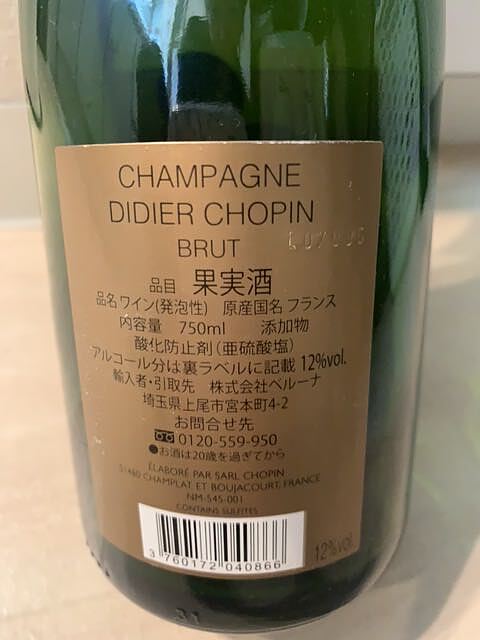 CHAMPAGNE
DIDIER CHOPIN
BRUT
品目 果実酒
品名 ワイン(発泡性) 原産国名 フランス
内容量 750ml 添加物
酸化防止剤(亜硫酸塩)
アルコール分は裏ラベルに記載 12%vol.
輸入者・引取先 株式会社ベルーナ
埼玉県上尾市宮本町4-2
お問合せ先
0120-559-950
●お酒は20歳を過ぎてから
ÉLABORÉ PAR SARL CHOPIN
51480 CHAMPLAT ET BOUJACOURT, FRANCE
NM-545-001
CONTAINS SULFITES
3 760172 040866
12%vol.